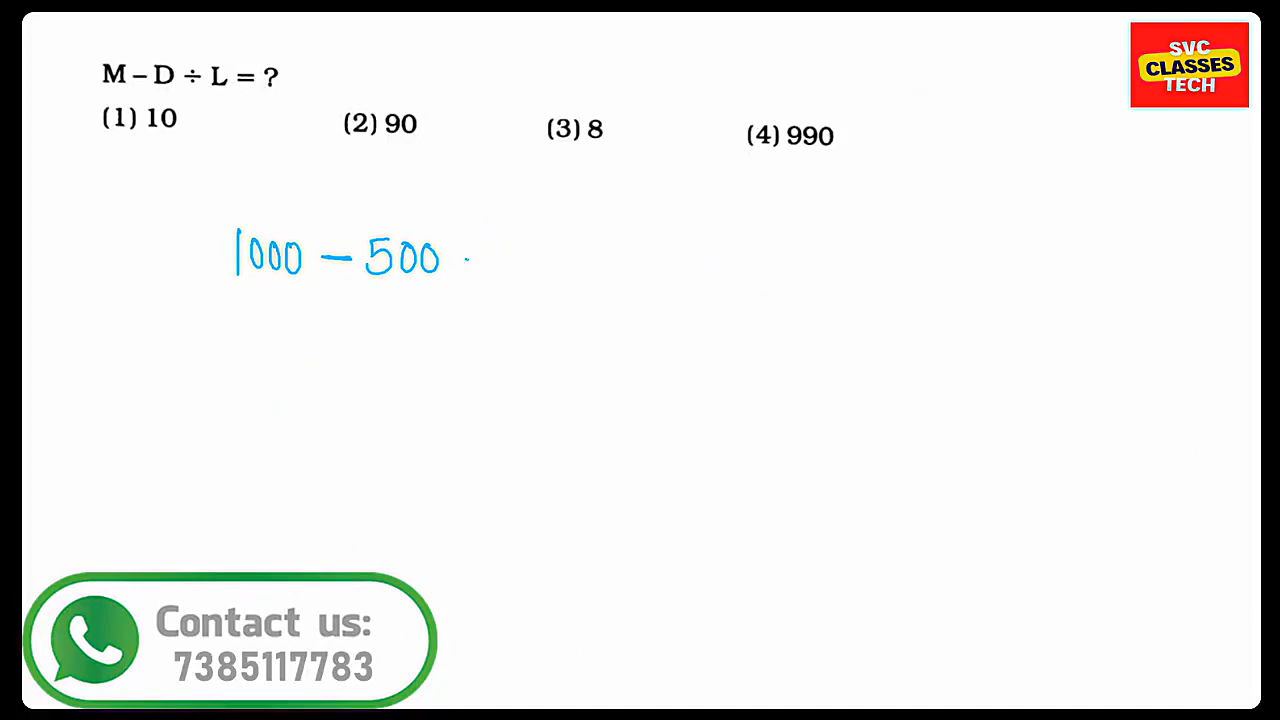 M – D ÷ L = ?
(1) 10 (2) 90 (3) 8 (4) 990
1000 – 500
SVC
CLASSES
TECH
Contact us:
7385117783